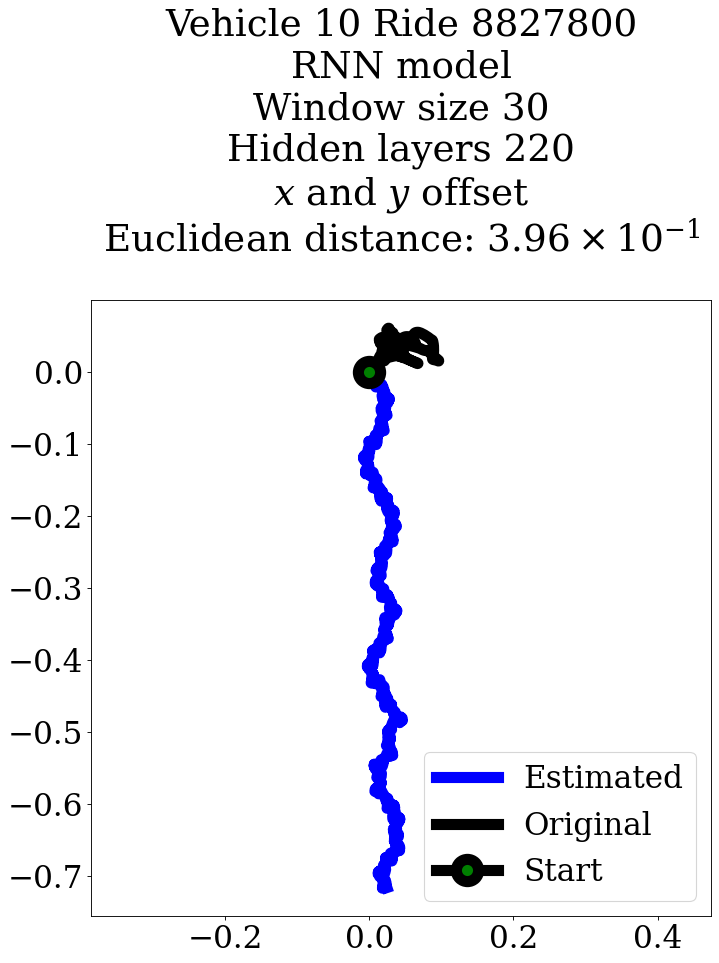 Vehicle 10 Ride 8827800
RNN model
Window size 30
Hidden layers 220
x and y offset
Euclidean distance: 3.96 × 10⁻¹
0.0
−0.1
−0.2
−0.3
−0.4
−0.5
−0.6
−0.7
Estimated
Original
Start
−0.2 0.0 0.2 0.4